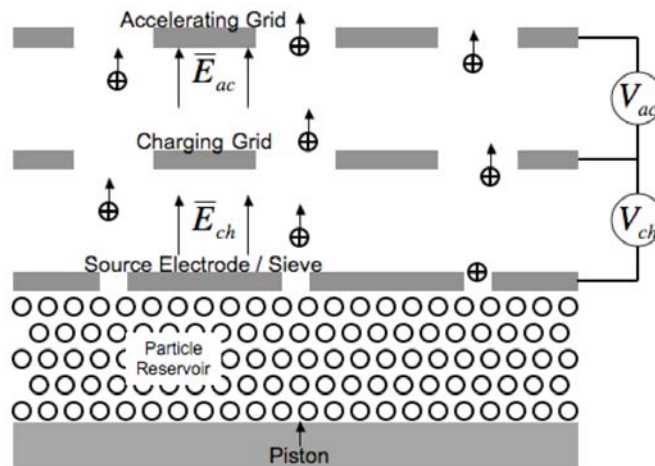 Accelerating Grid
E̅ac
Vac
Charging Grid
E̅ch
Vch
Source Electrode / Sieve
Particle
Reservoir
Piston